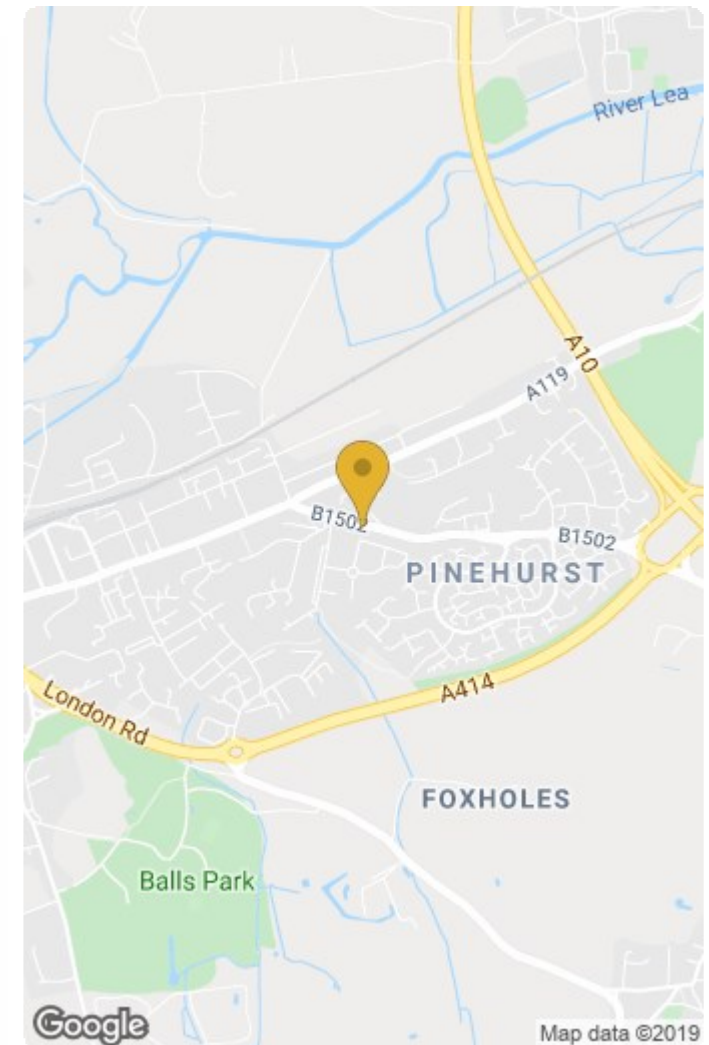 River Lea
A10
A119
B1502
B1502
PINEHURST
A414
London Rd
FOXHOLES
Balls Park
Google
Map data ©2019